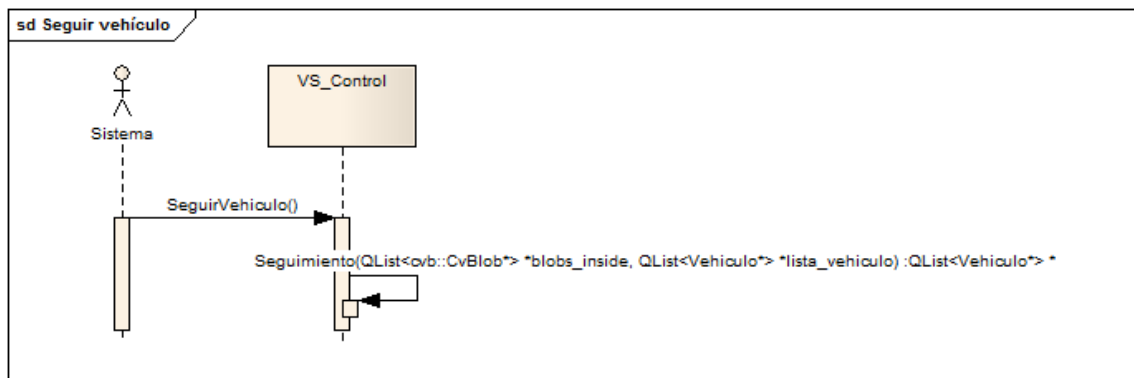 sd Seguir vehículo
VS_Control
Sistema
SeguirVehiculo()
Seguimiento(QList<cvb::CvBlob*> *blobs_inside, QList<Vehiculo*> *lista_vehiculo) :QList<Vehiculo*> *